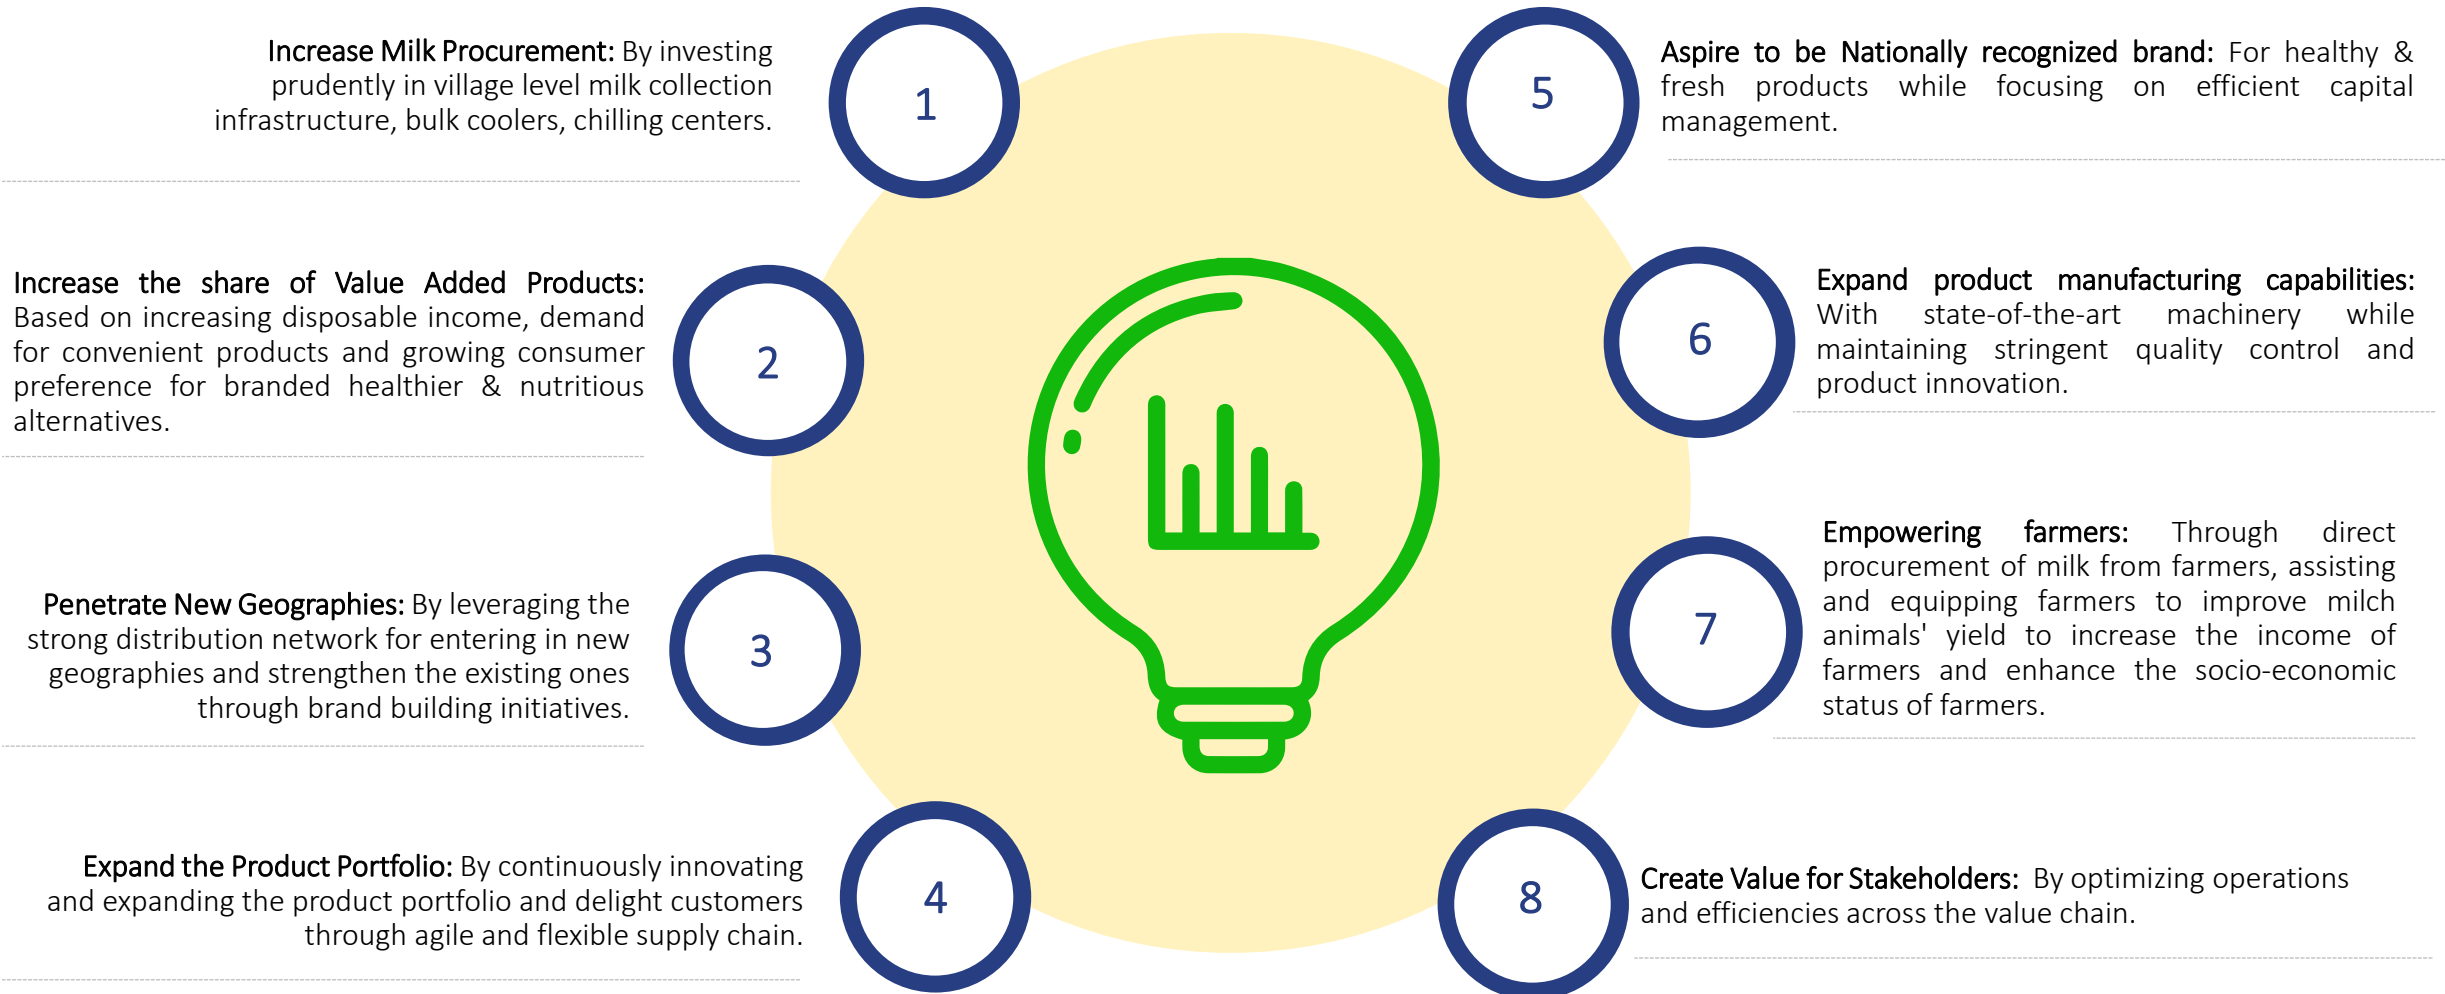 Increase Milk Procurement: By investing
prudently in village level milk collection
infrastructure, bulk coolers, chilling centers.
1
Increase the share of Value Added Products:
Based on increasing disposable income, demand
for convenient products and growing consumer
preference for branded healthier & nutritious
alternatives.
2
Penetrate New Geographies: By leveraging the
strong distribution network for entering in new
geographies and strengthen the existing ones
through brand building initiatives.
3
Expand the Product Portfolio: By continuously innovating
and expanding the product portfolio and delight customers
through agile and flexible supply chain.
4
5
Aspire to be Nationally recognized brand: For healthy &
fresh products while focusing on efficient capital
management.
6
Expand product manufacturing capabilities:
With state-of-the-art machinery while
maintaining stringent quality control and
product innovation.
7
Empowering farmers: Through direct
procurement of milk from farmers, assisting
and equipping farmers to improve milch
animals' yield to increase the income of
farmers and enhance the socio-economic
status of farmers.
8
Create Value for Stakeholders: By optimizing operations
and efficiencies across the value chain.